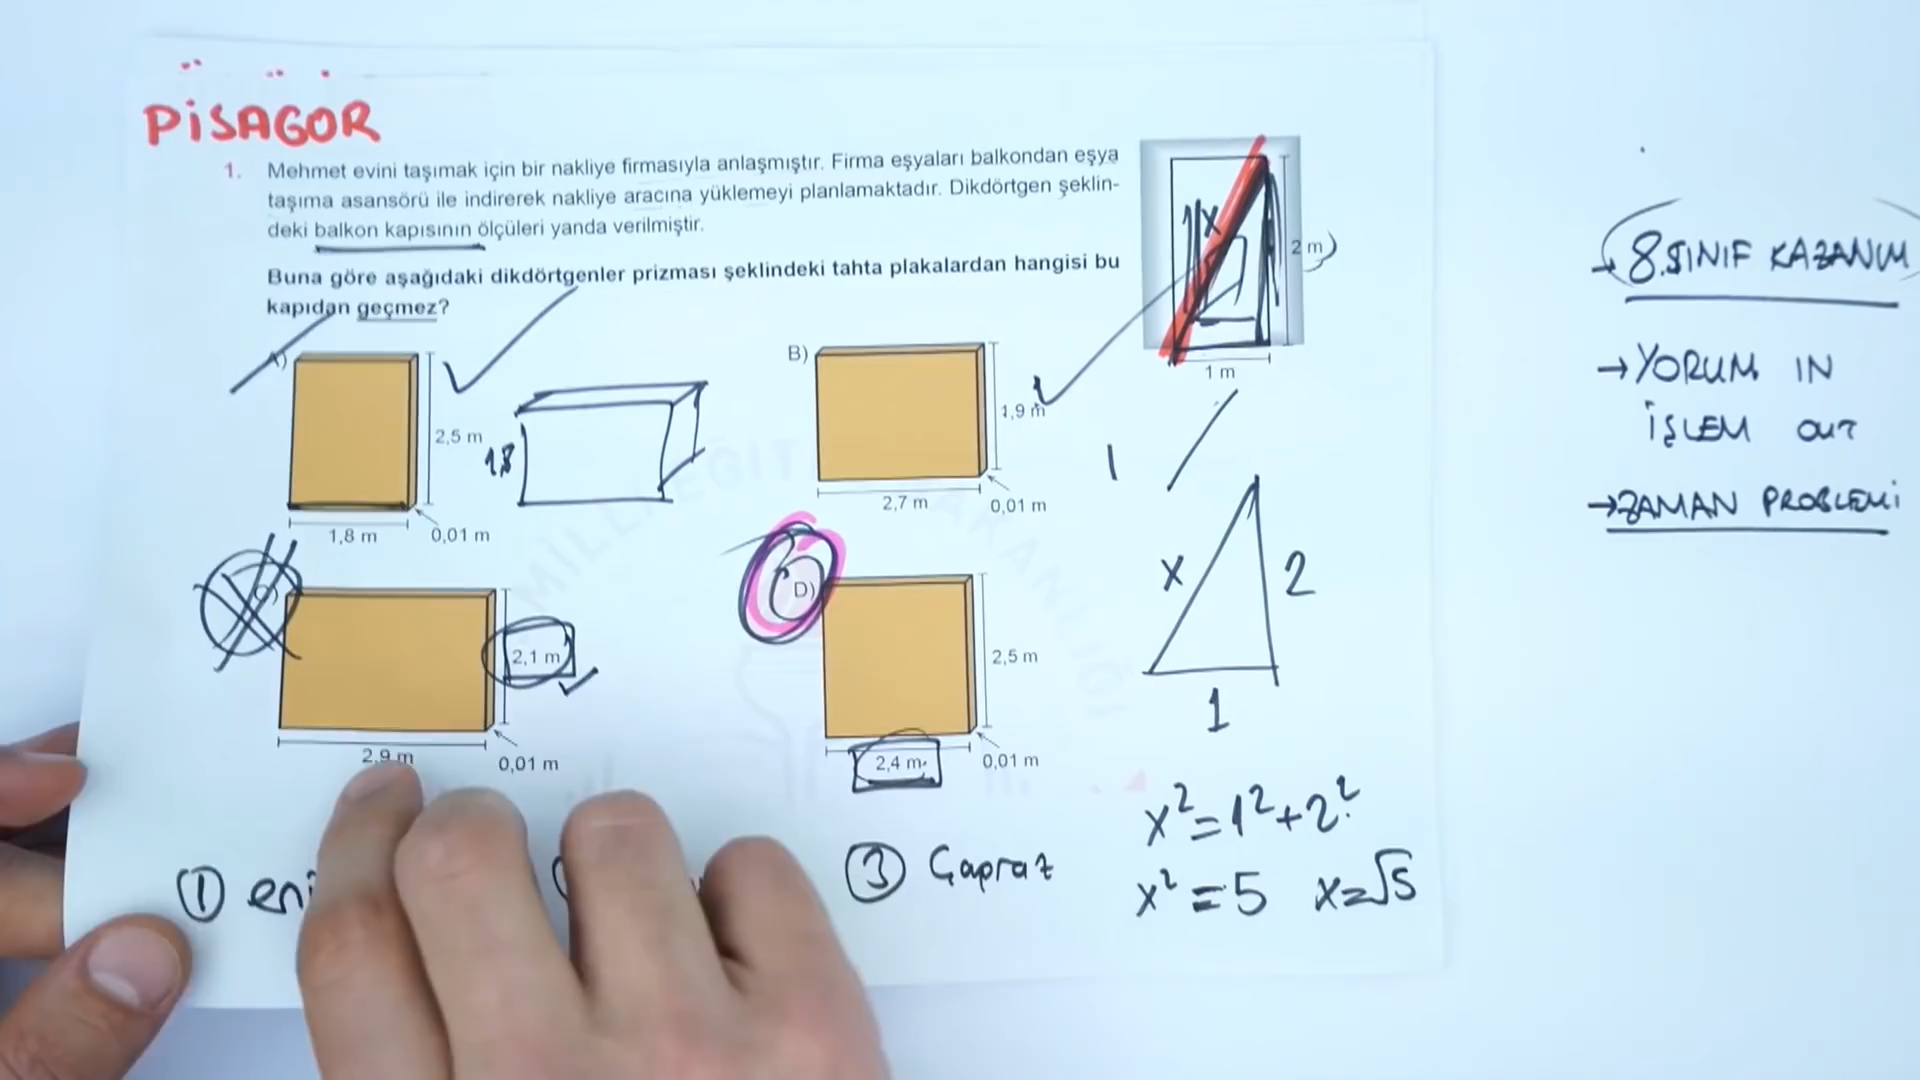 PİSAGOR
1. Mehmet evini taşımak için bir nakliye firmasıyla anlaşmıştır. Firma eşyaları balkondan eşya
taşıma asansörü ile indirerek nakliye aracına yüklemeyi planlamaktadır. Dikdörtgen şeklin-
deki balkon kapısının ölçüleri yanda verilmiştir.
Buna göre aşağıdaki dikdörtgenler prizması şeklindeki tahta plakalardan hangisi bu
kapıdan geçmez?
x
2 m
1 m
A)
2,5 m
1,8 m
0,01 m
1,8
B)
1,9 m
2,7 m
0,01 m
C)
2,1 m
2,9 m
0,01 m
D)
2,5 m
2,4 m
0,01 m
x
2
1
x²=1²+2²
x²=5 x=√5
① eni
③ Çapraz
→ 8.SINIF KAZANIM
→ YORUM IN
İŞLEM OUT
→ ZAMAN PROBLEMİ